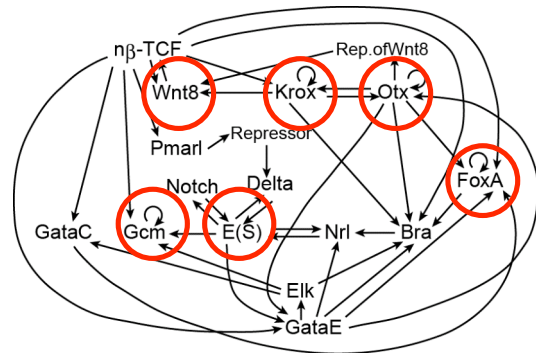 nβ-TCF
Rep.ofWnt8
Wnt8
Krox
Otx
Pmarl
Repressor
Notch
Delta
FoxA
GataC
Gcm
E(S)
Nrl
Bra
Elk
GataE